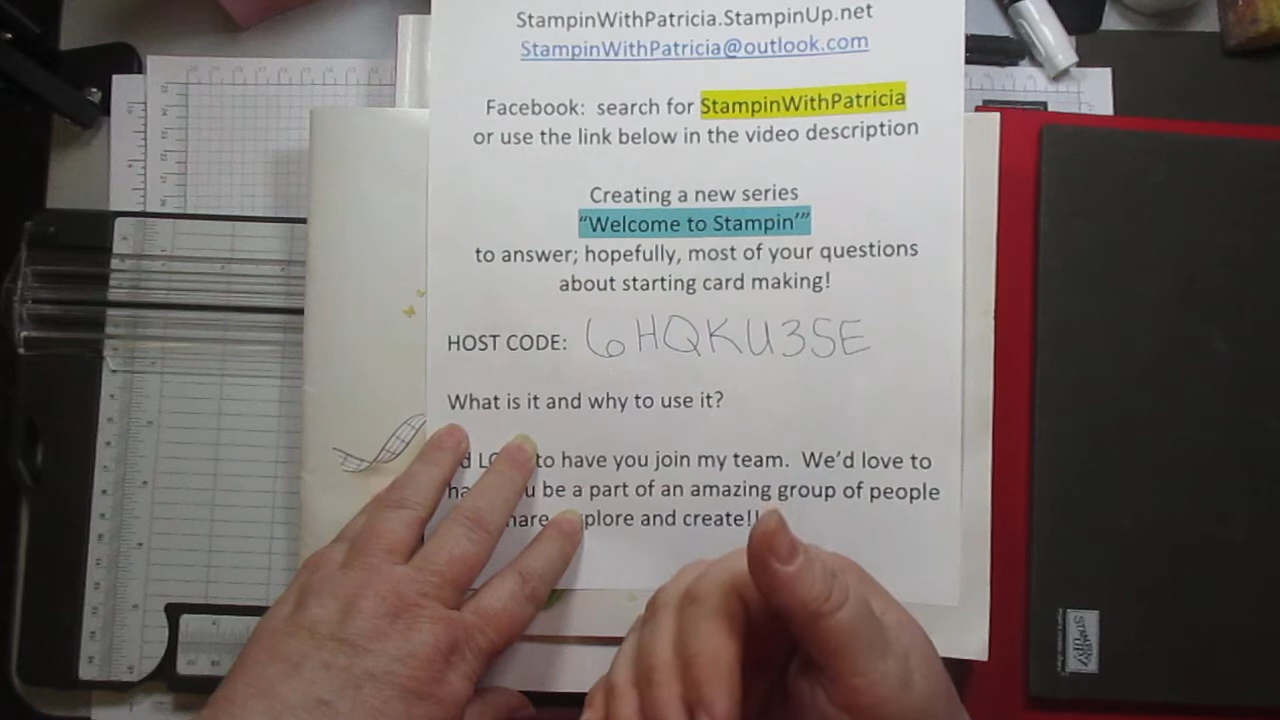 StampinWithPatricia.StampinUp.net
StampinWithPatricia@outlook.com
Facebook: search for StampinWithPatricia
or use the link below in the video description
Creating a new series
“Welcome to Stampin’”
to answer; hopefully, most of your questions
about starting card making!
HOST CODE: 6HQKU3SE
What is it and why to use it?
to have you join my team. We’d love to
be a part of an amazing group of people
and create!!
STAMPIN' UP!